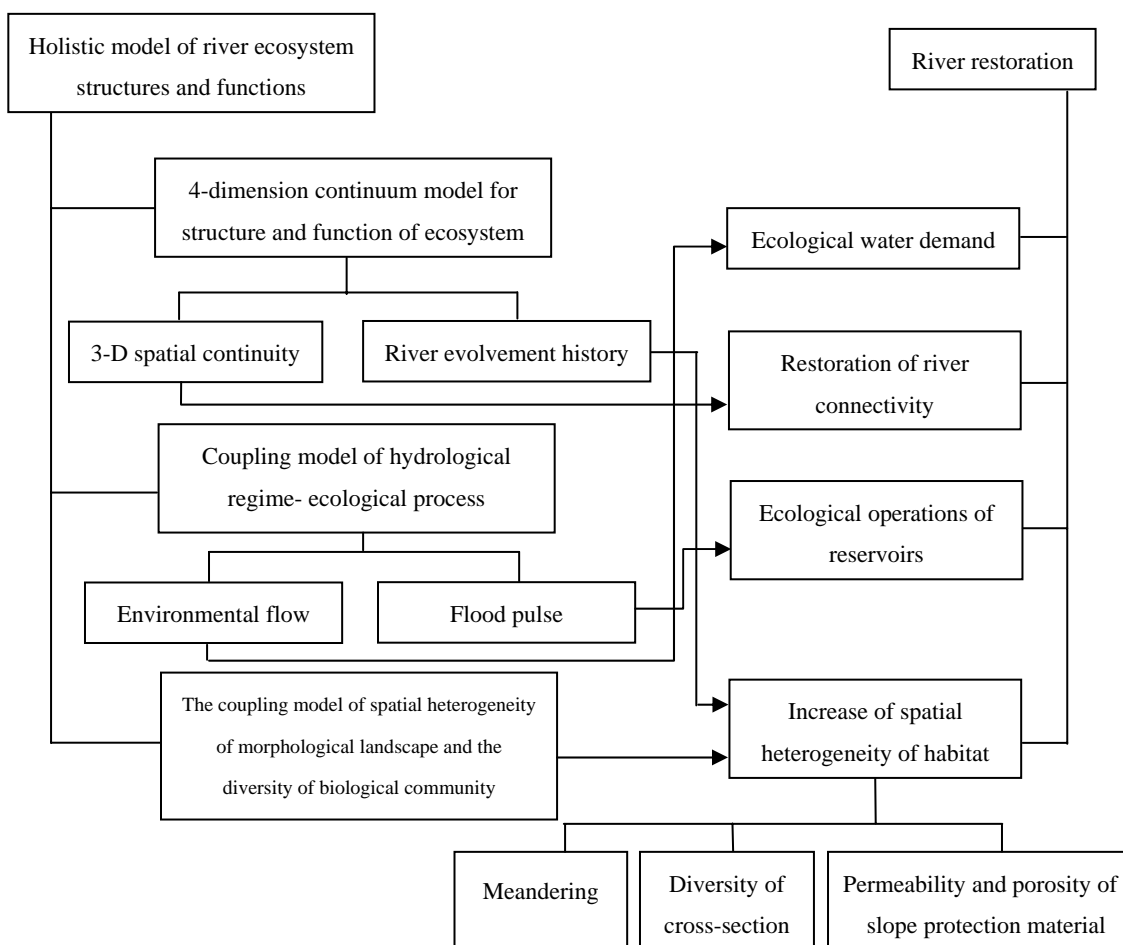 Holistic model of river ecosystem
structures and functions
River restoration
4-dimension continuum model for
structure and function of ecosystem
Ecological water demand
3-D spatial continuity
River evolvement history
Restoration of river
connectivity
Coupling model of hydrological
regime- ecological process
Ecological operations of
reservoirs
Environmental flow
Flood pulse
The coupling model of spatial heterogeneity
of morphological landscape and the
diversity of biological community
Increase of spatial
heterogeneity of habitat
Meandering
Diversity of
cross-section
Permeability and porosity of
slope protection material